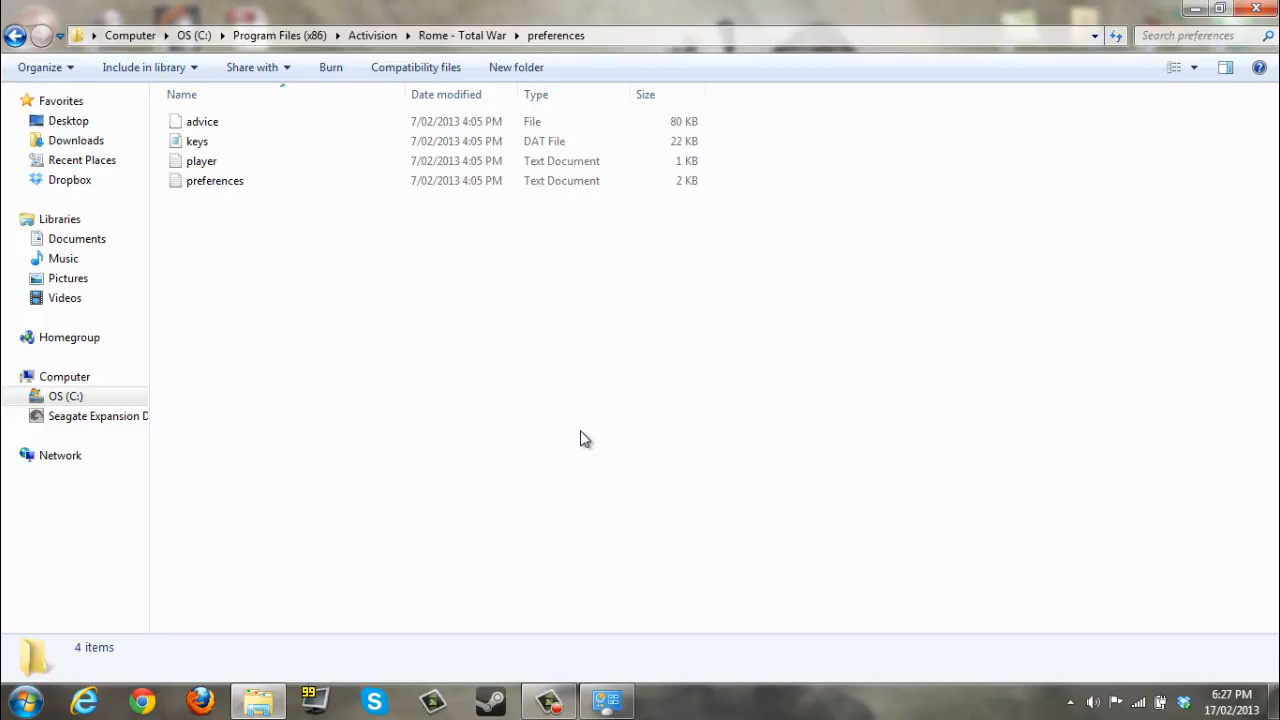 Computer OS (C:) Program Files (x86) Activision Rome - Total War preferences Search preferences
Organize Include in library Share with Burn Compatibility files New folder
Name Date modified Type Size
advice 7/02/2013 4:05 PM File 80 KB
keys 7/02/2013 4:05 PM DAT File 22 KB
player 7/02/2013 4:05 PM Text Document 1 KB
preferences 7/02/2013 4:05 PM Text Document 2 KB
Favorites
Desktop
Downloads
Recent Places
Dropbox
Libraries
Documents
Music
Pictures
Videos
Homegroup
Computer
OS (C:)
Seagate Expansion D
Network
4 items
99
6:27 PM
17/02/2013